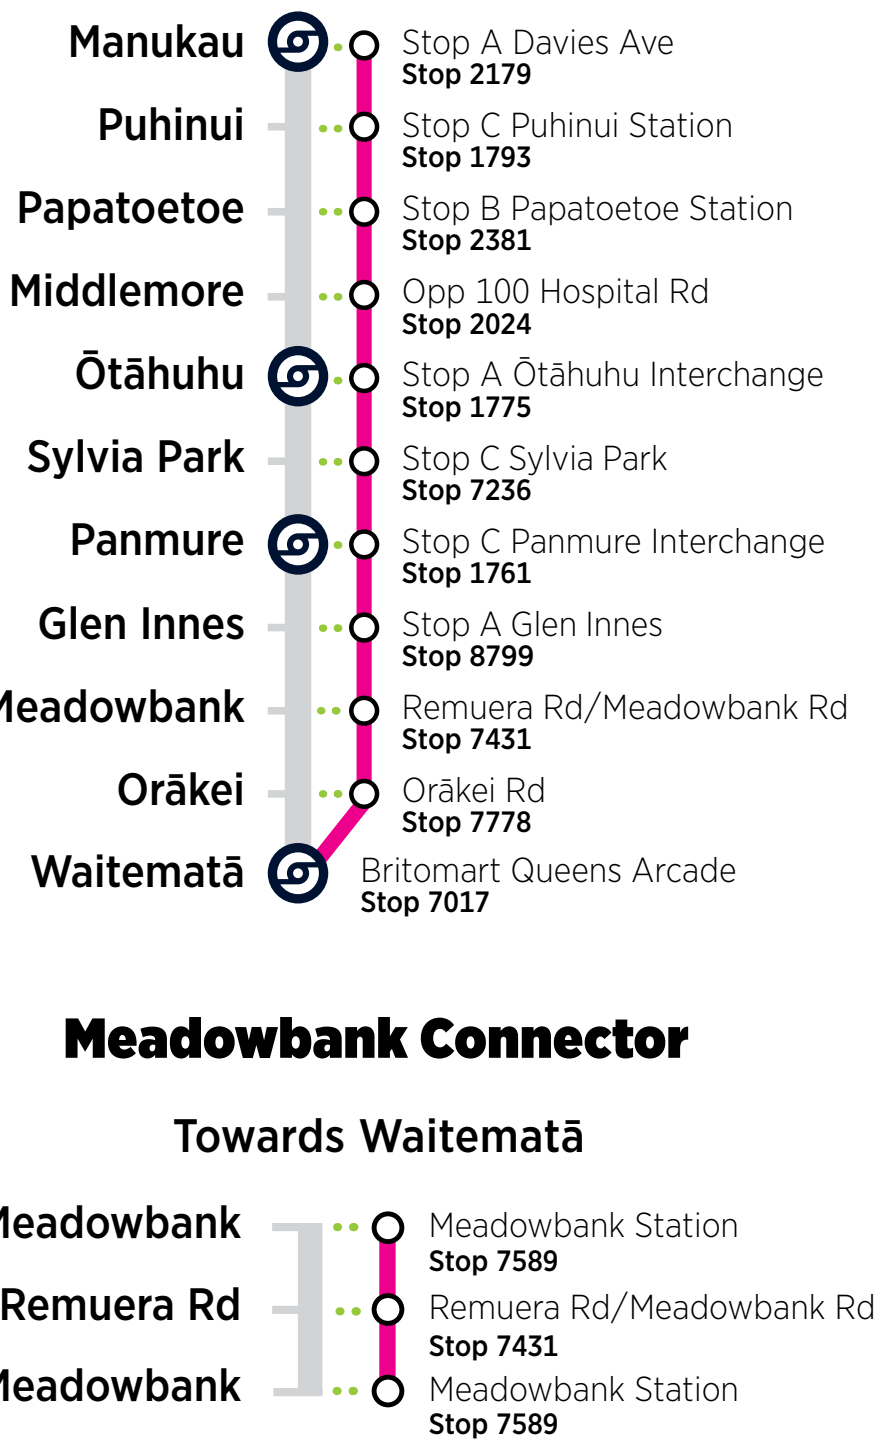 Manukau
Stop A Davies Ave
Stop 2179
Puhinui
Stop C Puhinui Station
Stop 1793
Papatoetoe
Stop B Papatoetoe Station
Stop 2381
Middlemore
Opp 100 Hospital Rd
Stop 2024
Ōtāhuhu
Stop A Ōtāhuhu Interchange
Stop 1775
Sylvia Park
Stop C Sylvia Park
Stop 7236
Panmure
Stop C Panmure Interchange
Stop 1761
Glen Innes
Stop A Glen Innes
Stop 8799
Meadowbank
Remuera Rd/Meadowbank Rd
Stop 7431
Orākei
Orākei Rd
Stop 7778
Waitematā
Britomart Queens Arcade
Stop 7017
Meadowbank Connector
Towards Waitematā
Meadowbank
Meadowbank Station
Stop 7589
Remuera Rd
Remuera Rd/Meadowbank Rd
Stop 7431
Meadowbank
Meadowbank Station
Stop 7589